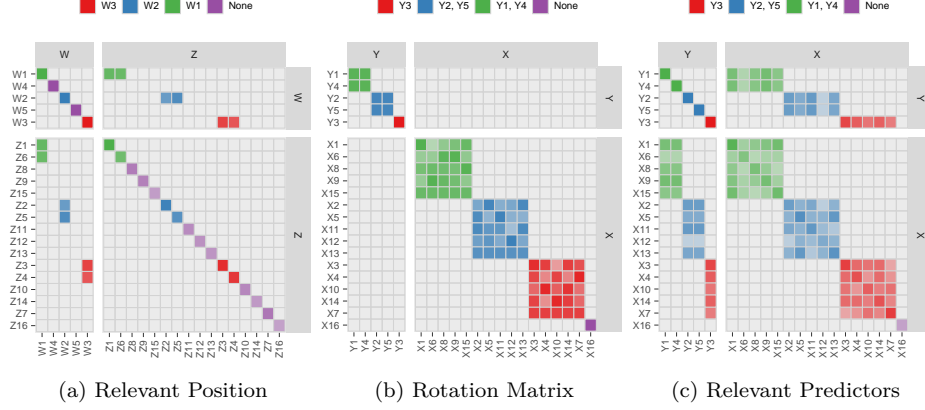 W3 W2 W1 None
Y3 Y2, Y5 Y1, Y4 None
Y3 Y2, Y5 Y1, Y4 None
W Z
W1
W4
W2
W5
W3
W
Z1
Z6
Z8
Z9
Z15
Z2
Z5
Z11
Z12
Z13
Z3
Z4
Z10
Z14
Z7
Z16
Z
W1 W4 W2 W5 W3 Z1 Z6 Z8 Z9 Z15 Z2 Z5 Z11 Z12 Z13 Z3 Z4 Z10 Z14 Z7 Z16
(a) Relevant Position
Y X
Y1
Y4
Y2
Y5
Y3
Y
X1
X6
X8
X9
X15
X2
X5
X11
X12
X13
X3
X4
X10
X14
X7
X16
X
Y1 Y4 Y2 Y5 Y3 X1 X6 X8 X9 X15 X2 X5 X11 X12 X13 X3 X4 X10 X14 X7 X16
(b) Rotation Matrix
Y X
Y1
Y4
Y2
Y5
Y3
Y
X1
X6
X8
X9
X15
X2
X5
X11
X12
X13
X3
X4
X10
X14
X7
X16
X
Y1 Y4 Y2 Y5 Y3 X1 X6 X8 X9 X15 X2 X5 X11 X12 X13 X3 X4 X10 X14 X7 X16
(c) Relevant Predictors